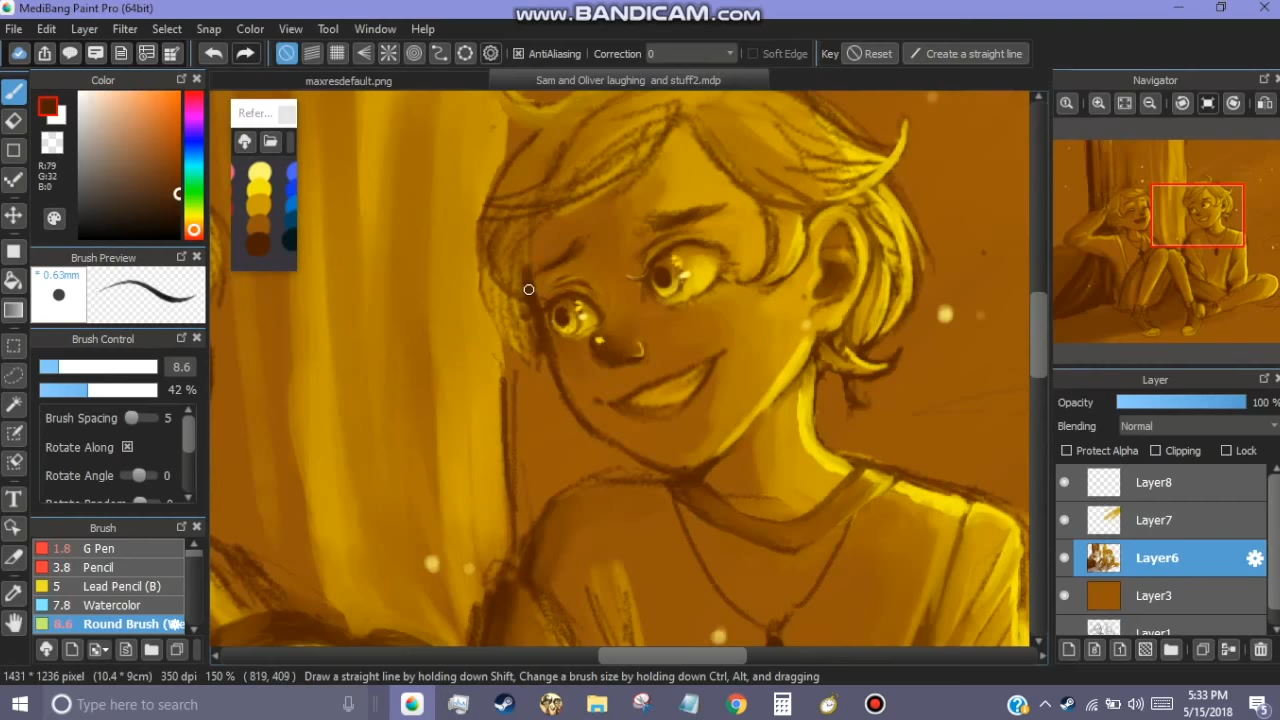 MediBang Paint Pro (64bit)
www.BANDICAM.com
File Edit Layer Filter Select Snap Color View Tool Window Help
AntiAliasing Correction 0 Soft Edge Key Reset Create a straight line
Color
maxresdefault.png
Sam and Oliver laughing and stuff2.mdp
Navigator
R:79
G:32
B:0
Refer...
Brush Preview
* 0.63mm
Brush Control
8.6
42 %
Brush Spacing 5
Rotate Along
Rotate Angle 0
Rotate Random 0
Brush
1.8 G Pen
3.8 Pencil
5 Lead Pencil (B)
7.8 Watercolor
8.6 Round Brush (We
Layer
Opacity 100 %
Blending Normal
Protect Alpha Clipping Lock
Layer8
Layer7
Layer6
Layer3
Layer1
1431 * 1236 pixel (10.4 * 9cm) 350 dpi 150 % (819, 409) Draw a straight line by holding down Shift, Change a brush size by holding down Ctrl, Alt, and dragging
Type here to search
5:33 PM
5/15/2018
5